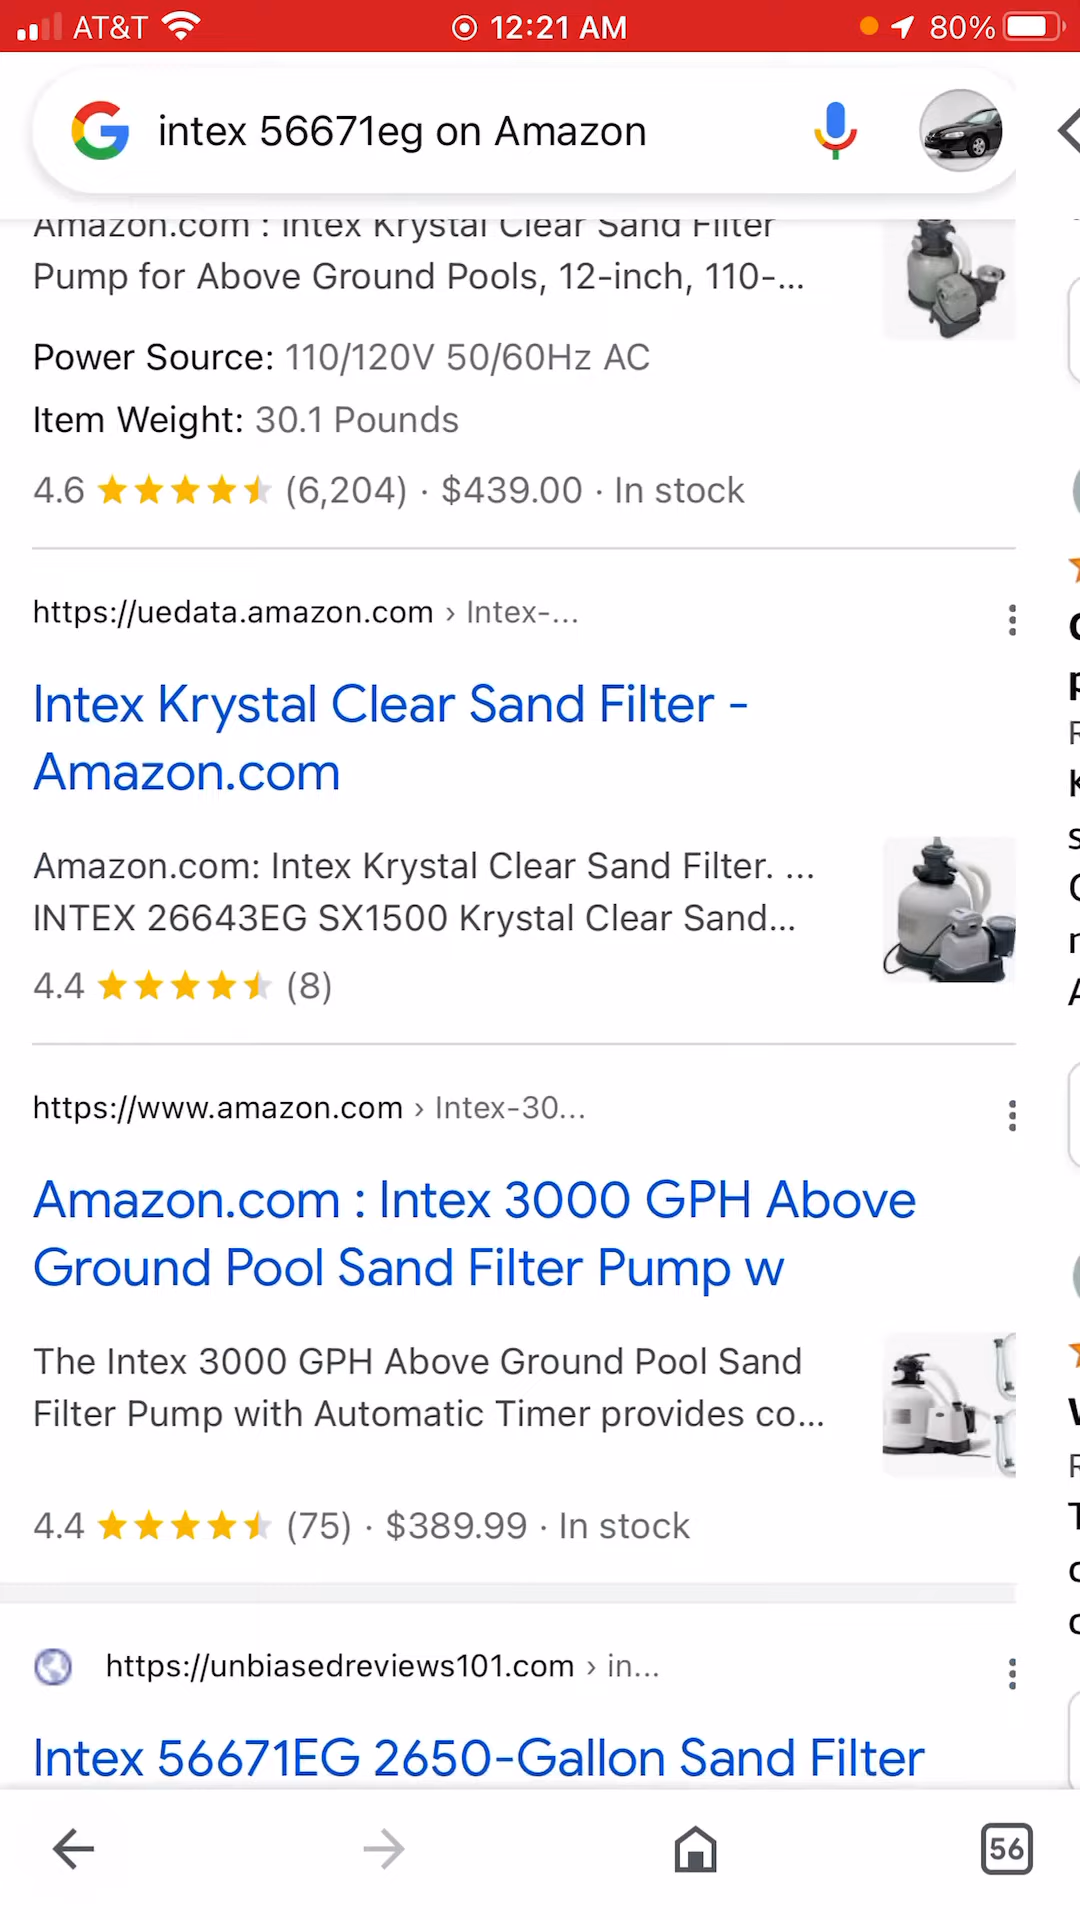 AT&T 12:21 AM 80%
intex 56671eg on Amazon
Amazon.com : Intex Krystal Clear Sand Filter
Pump for Above Ground Pools, 12-inch, 110-...
Power Source: 110/120V 50/60Hz AC
Item Weight: 30.1 Pounds
4.6 (6,204) · $439.00 · In stock
https://uedata.amazon.com › Intex-...
Intex Krystal Clear Sand Filter -
Amazon.com
Amazon.com: Intex Krystal Clear Sand Filter. ...
INTEX 26643EG SX1500 Krystal Clear Sand...
4.4 (8)
https://www.amazon.com › Intex-30...
Amazon.com : Intex 3000 GPH Above
Ground Pool Sand Filter Pump w
The Intex 3000 GPH Above Ground Pool Sand
Filter Pump with Automatic Timer provides co...
4.4 (75) · $389.99 · In stock
https://unbiasedreviews101.com › in...
Intex 56671EG 2650-Gallon Sand Filter
56